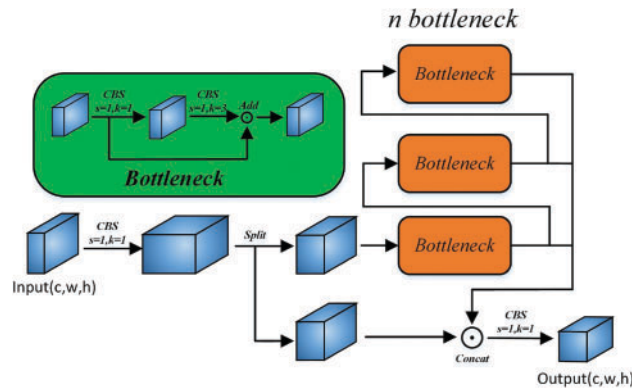 n bottleneck
Bottleneck
CBS
s=1,k=1
CBS
s=1,k=3
Add
Bottleneck
Bottleneck
CBS
s=1,k=1
Split
Bottleneck
Input(c,w,h)
CBS
s=1,k=1
Concat
Output(c,w,h)